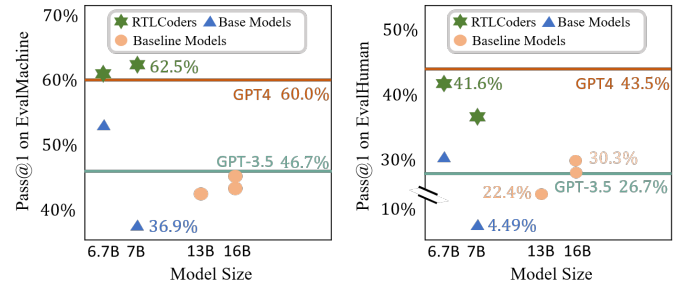 RTLCoders Base Models
Baseline Models
70%
60%
50%
40%
Pass@1 on EvalMachine
62.5%
GPT4 60.0%
GPT-3.5 46.7%
36.9%
6.7B 7B 13B 16B
Model Size
RTLCoders Base Models
Baseline Models
50%
40%
30%
10%
Pass@1 on EvalHuman
GPT4 43.5%
41.6%
30.3%
22.4%
GPT-3.5 26.7%
4.49%
6.7B 7B 13B 16B
Model Size